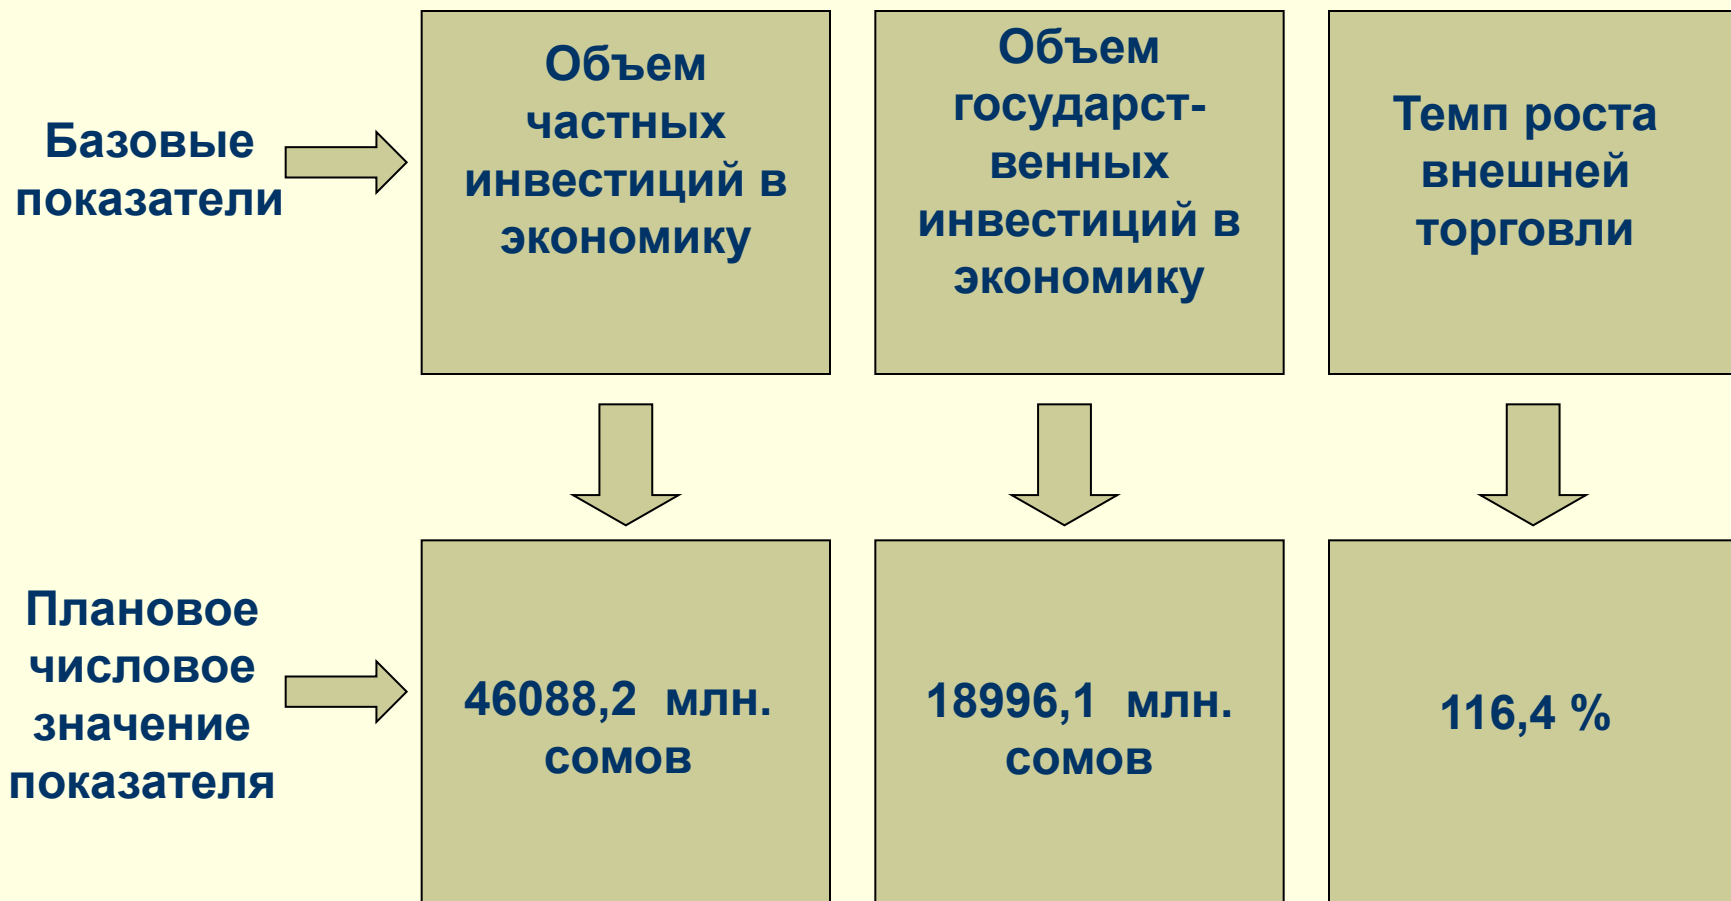 Базовые
показатели
Объем
частных
инвестиций в
экономику
Объем
государст-
венных
инвестиций в
экономику
Темп роста
внешней
торговли
Плановое
числовое
значение
показателя
46088,2 млн.
сомов
18996,1 млн.
сомов
116,4 %